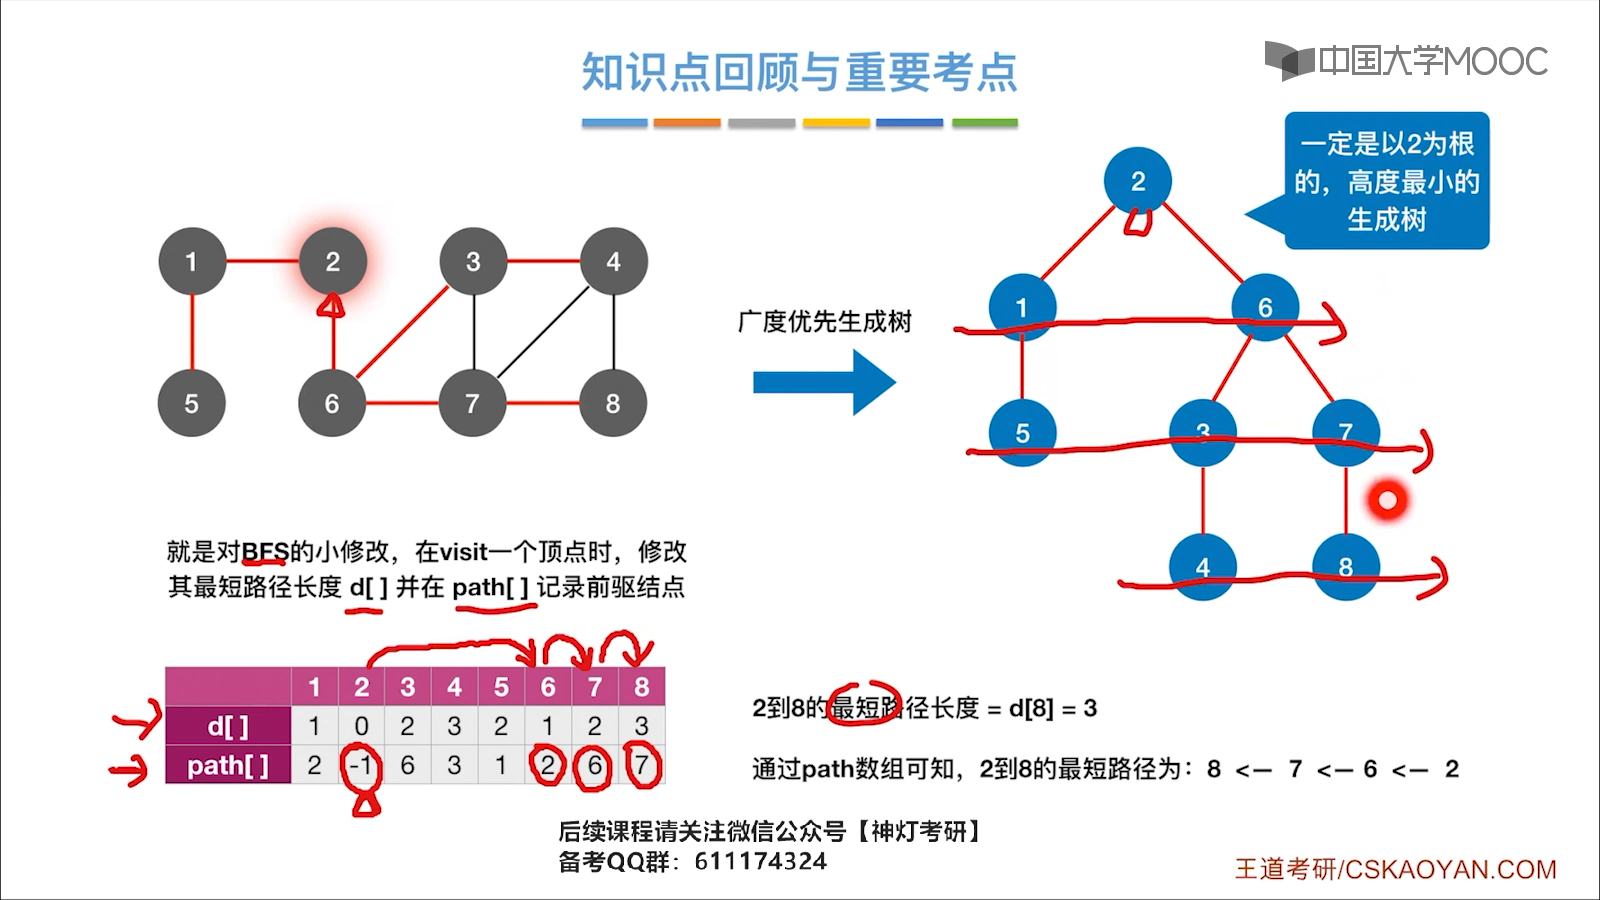 知识点回顾与重要考点
中国大学MOOC
1
2
3
4
5
6
7
8
广度优先生成树
2
1
6
5
3
7
4
8
一定是以2为根
的，高度最小的
生成树
就是对BFS的小修改，在visit一个顶点时，修改
其最短路径长度 d[ ] 并在 path[ ] 记录前驱结点
1 2 3 4 5 6 7 8
d[ ] 1 0 2 3 2 1 2 3
path[ ] 2 -1 6 3 1 2 6 7
2到8的最短路径长度 = d[8] = 3
通过path数组可知，2到8的最短路径为：8 <— 7 <— 6 <— 2
后续课程请关注微信公众号【神灯考研】
备考QQ群：611174324
王道考研/CSKAOYAN.COM